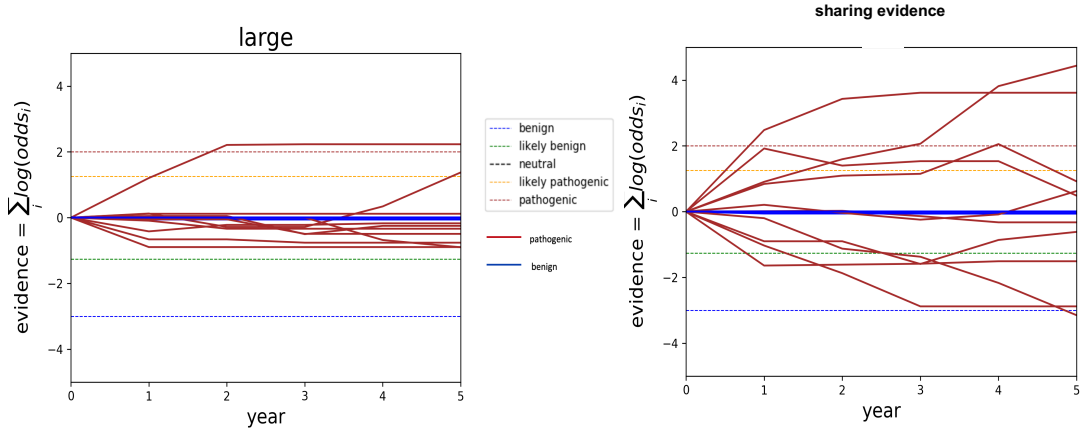 large
evidence = ∑ᵢ log(oddsᵢ)
4
2
0
−2
−4
0 1 2 3 4 5
year
benign
likely benign
neutral
likely pathogenic
pathogenic
pathogenic
benign
sharing evidence
evidence = ∑ᵢ log(oddsᵢ)
4
2
0
−2
−4
0 1 2 3 4 5
year